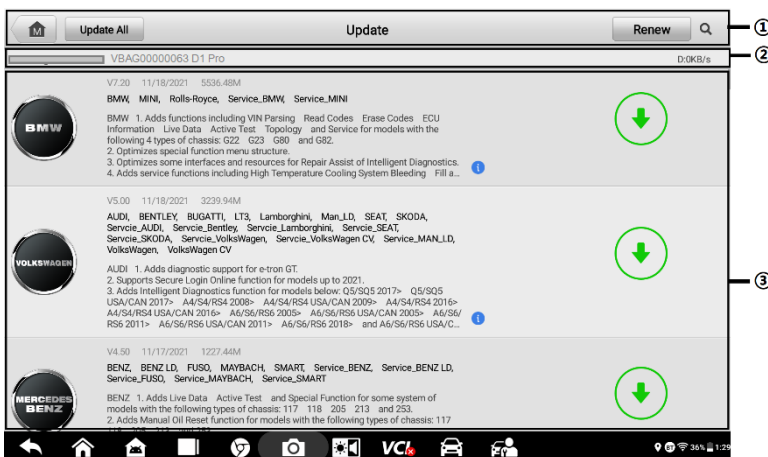 M Update All Update Renew ①
VBAG00000063 D1 Pro D:0KB/s ②
V7.20 11/18/2021 5536.48M
BMW, MINI, Rolls-Royce, Service_BMW, Service_MINI
BMW
BMW 1. Adds functions including VIN Parsing Read Codes Erase Codes ECU
Information Live Data Active Test Topology and Service for models with the
following 4 types of chassis: G22 G23 G80 and G82.
2. Optimizes special function menu structure.
3. Optimizes some interfaces and resources for Repair Assist of Intelligent Diagnostics.
4. Adds service functions including High Temperature Cooling System Bleeding Fill a...
V5.00 11/18/2021 3239.94M
AUDI, BENTLEY, BUGATTI, LT3, Lamborghini, Man_LD, SEAT, SKODA,
Servcie_AUDI, Servcie_Bentley, Servcie_Lamborghini, Servcie_SEAT,
Servcie_SKODA, Servcie_VolksWagen, Servcie_VolksWagen CV, Service_MAN_LD,
VolksWagen, VolksWagen CV
VOLKSWAGEN
AUDI 1. Adds diagnostic support for e-tron GT.
2. Supports Secure Login Online function for models up to 2021.
3. Adds Intelligent Diagnostics function for models below: Q5/SQ5 2017> Q5/SQ5
USA/CAN 2017> A4/S4/RS4 2008> A4/S4/RS4 USA/CAN 2009> A4/S4/RS4 2016>
A4/S4/RS4 USA/CAN 2016> A6/S6/RS6 2005> A6/S6/RS6 USA/CAN 2005> A6/S6/
RS6 2011> A6/S6/RS6 USA/CAN 2011> A6/S6/RS6 2018> and A6/S6/RS6 USA/C...
③
V4.50 11/17/2021 1227.44M
BENZ, BENZ LD, FUSO, MAYBACH, SMART, Service_BENZ, Service_BENZ LD,
Service_FUSO, Service_MAYBACH, Service_SMART
MERCEDES
BENZ
BENZ 1. Adds Live Data Active Test and Special Function for some system of
models with the following types of chassis: 117 118 205 213 and 253.
2. Adds Manual Oil Reset function for models with the following types of chassis: 117
VCI 36% 1:29